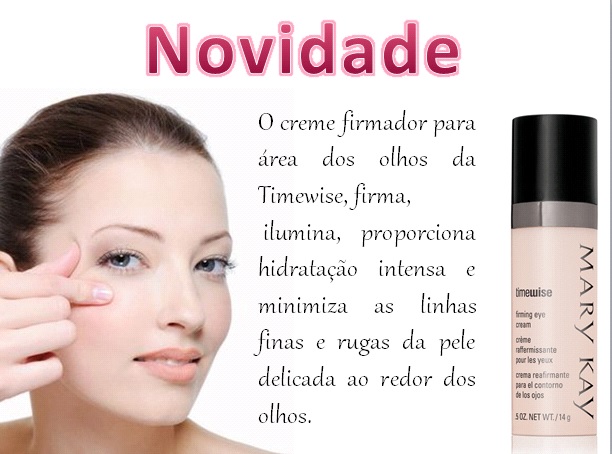 Novidade
O creme firmador para
área dos olhos da
Timewise, firma,
ilumina, proporciona
hidratação intensa e
minimiza as linhas
finas e rugas da pele
delicada ao redor dos
olhos.
MARY KAY
timewise
firming eye
cream
crème
raffermissante
pour les yeux
crema reafirmante
para el contorno
de los ojos
.5 OZ. NET WT. / 14 g